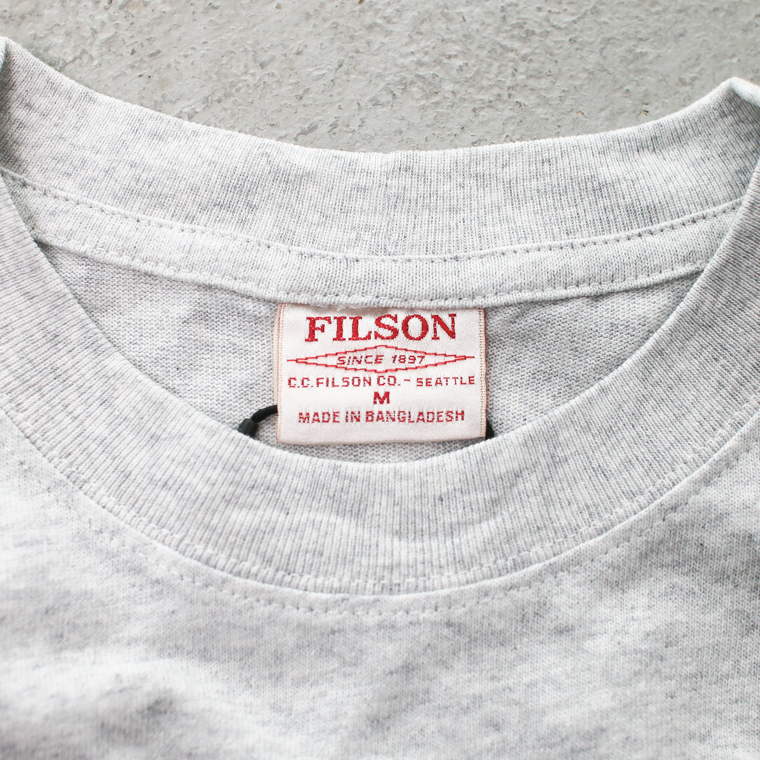 FILSON
SINCE 1897
C.C.FILSON CO.~SEATTLE
M
MADE IN BANGLADESH